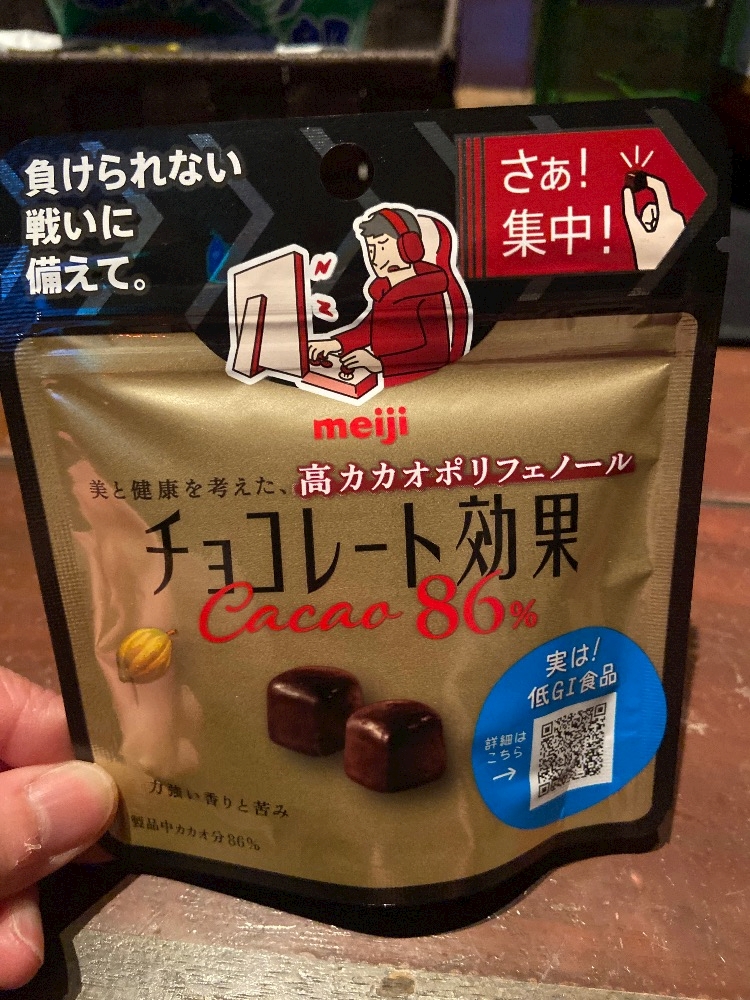 負けられない
戦いに
備えて。
さぁ!
集中!
meiji
美と健康を考えた、高カカオポリフェノール
チョコレート効果
Cacao 86%
実は!
低GI食品
詳細は
こちら
→
力強い香りと苦み
製品中カカオ分86%